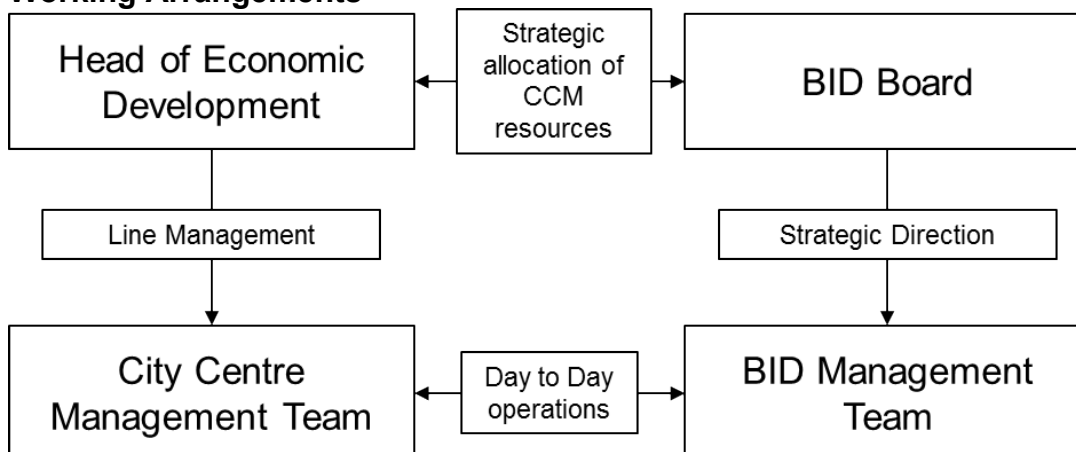 Working Arrangements
Head of Economic
Development
Strategic
allocation of
CCM
resources
BID Board
Line Management
Strategic Direction
City Centre
Management Team
Day to Day
operations
BID Management
Team